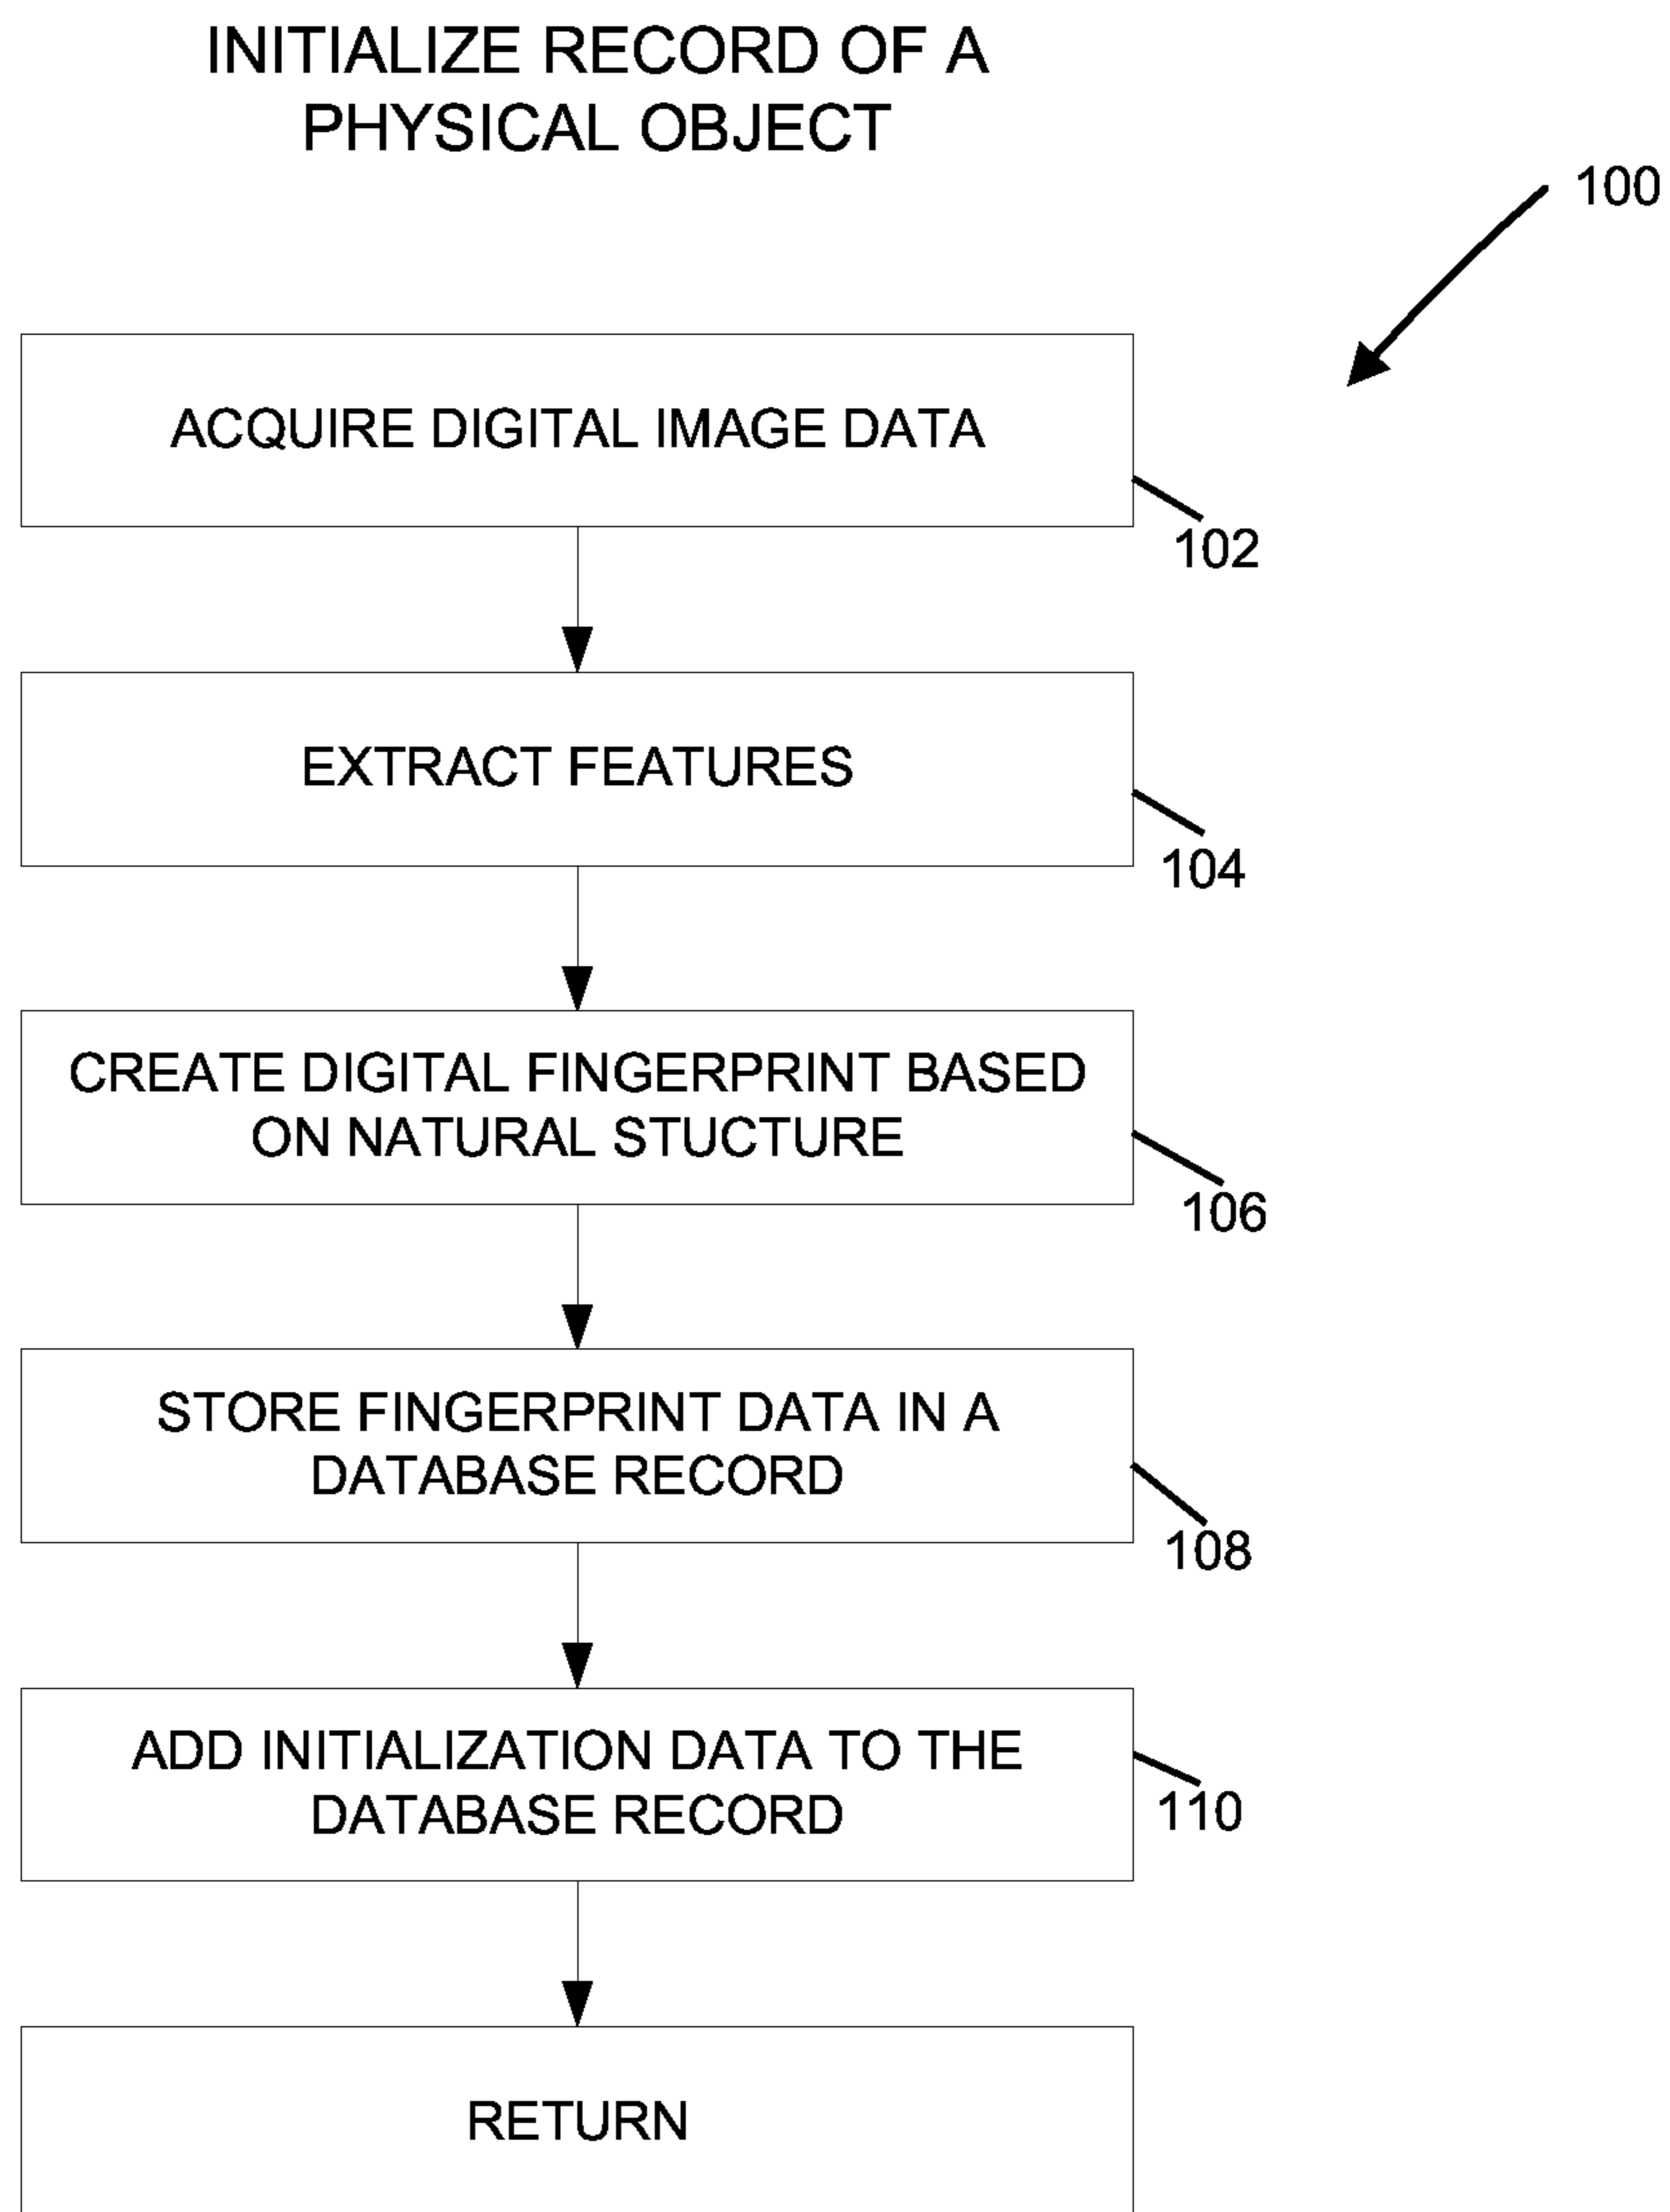 INITIALIZE RECORD OF A
PHYSICAL OBJECT
100
ACQUIRE DIGITAL IMAGE DATA
102
EXTRACT FEATURES
104
CREATE DIGITAL FINGERPRINT BASED
ON NATURAL STUCTURE
106
STORE FINGERPRINT DATA IN A
DATABASE RECORD
108
ADD INITIALIZATION DATA TO THE
DATABASE RECORD
110
RETURN